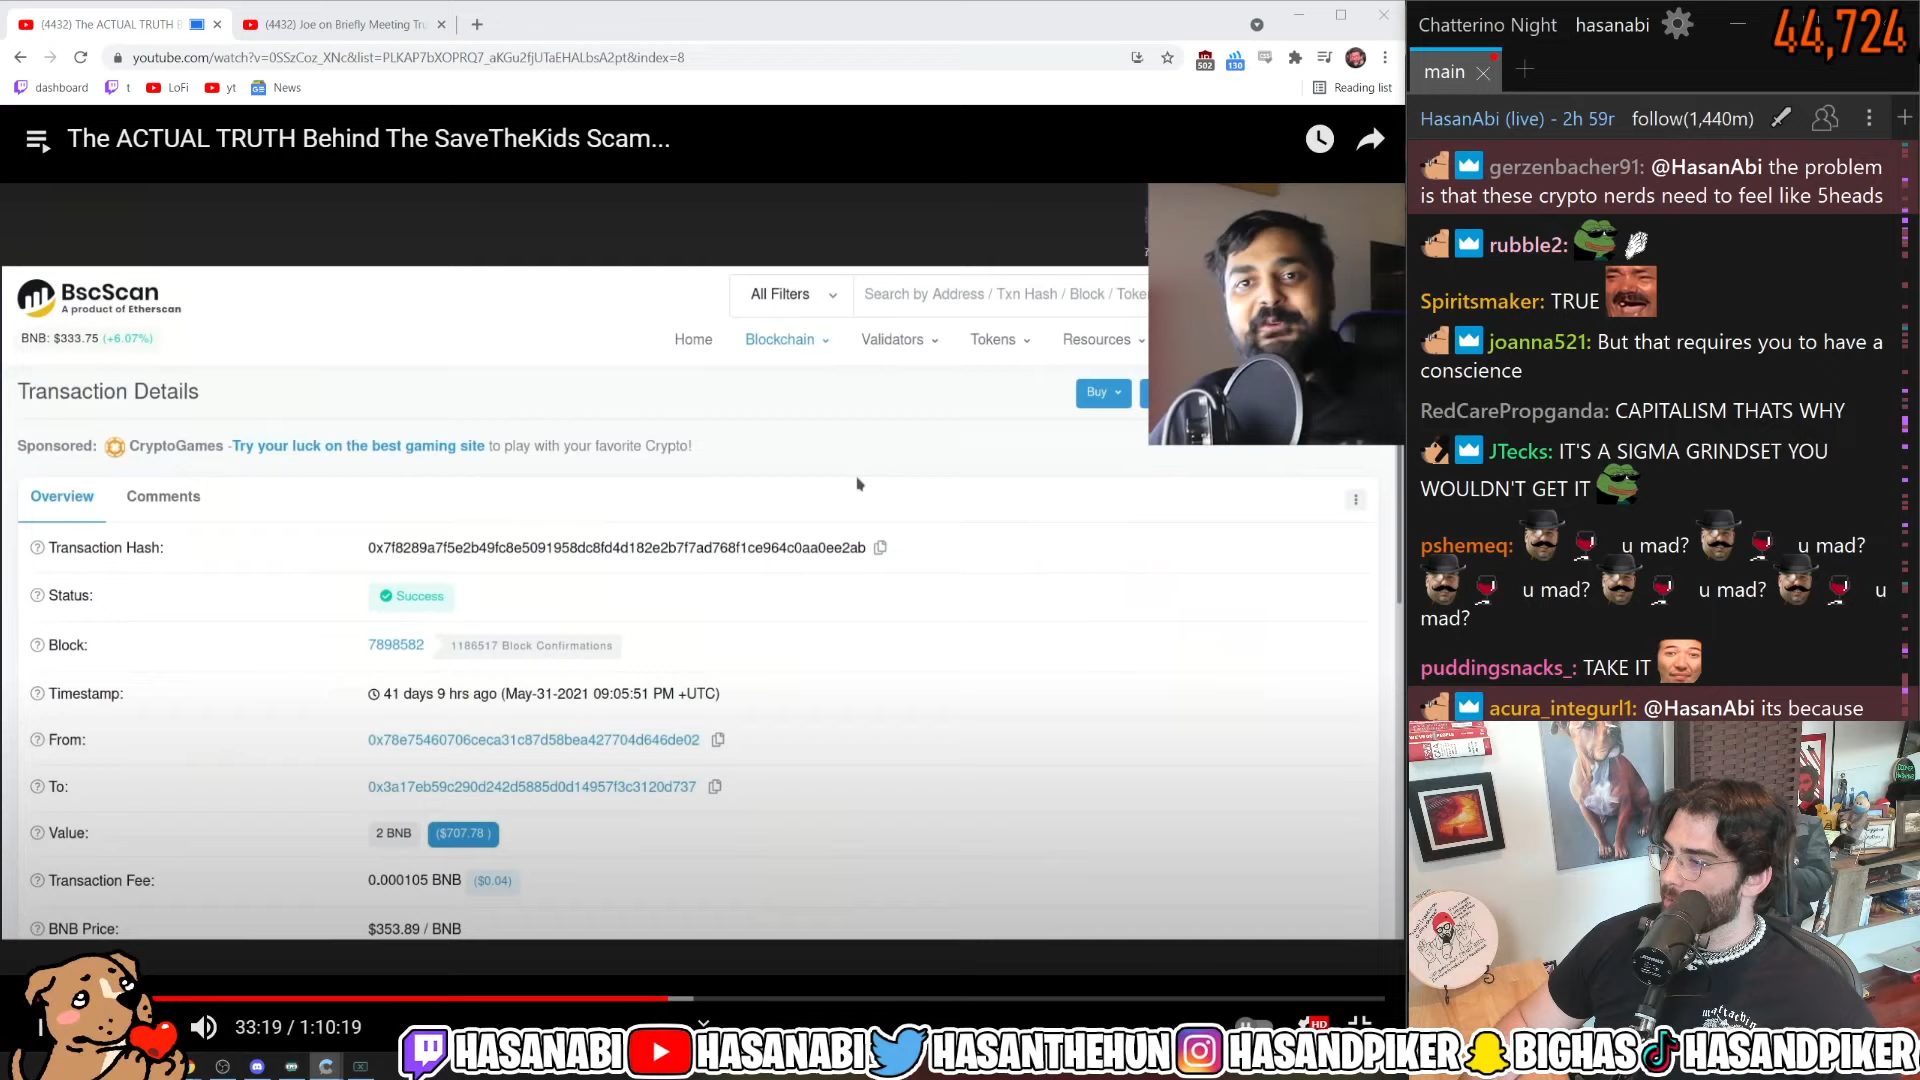 (4432) The ACTUAL TRUTH B
(4432) Joe on Briefly Meeting Tru
youtube.com/watch?v=0SSzCoz_XNc&list=PLKAP7bXOPRQ7_aKGu2fjUTaEHALbsA2pt&index=8
502
130
dashboard
t
LoFi
yt
News
Reading list
The ACTUAL TRUTH Behind The SaveTheKids Scam...
BscScan
A product of Etherscan
All Filters
Search by Address / Txn Hash / Block / Toke
BNB: $333.75 (+6.07%)
Home
Blockchain
Validators
Tokens
Resources
Transaction Details
Buy
Sponsored: CryptoGames -Try your luck on the best gaming site to play with your favorite Crypto!
Overview
Comments
Transaction Hash: 0x7f8289a7f5e2b49fc8e5091958dc8fd4d182e2b7f7ad768f1ce964c0aa0ee2ab
Status: Success
Block: 7898582 1186517 Block Confirmations
Timestamp: 41 days 9 hrs ago (May-31-2021 09:05:51 PM +UTC)
From: 0x78e75460706ceca31c87d58bea427704d646de02
To: 0x3a17eb59c290d242d5885d0d14957f3c3120d737
Value: 2 BNB ($707.78 )
Transaction Fee: 0.000105 BNB ($0.04)
BNB Price: $353.89 / BNB
33:19 / 1:10:19
HD
Chatterino Night
hasanabi
44,724
main
HasanAbi (live) - 2h 59r
follow(1,440m)
gerzenbacher91: @HasanAbi the problem
is that these crypto nerds need to feel like 5heads
rubble2:
Spiritsmaker: TRUE
joanna521: But that requires you to have a
conscience
RedCarePropganda: CAPITALISM THATS WHY
JTecks: IT'S A SIGMA GRINDSET YOU
WOULDN'T GET IT
pshemeq: u mad? u mad?
u mad? u mad? u
mad?
puddingsnacks_: TAKE IT
acura_integurl1: @HasanAbi its because
HASANABI HASANABI HASANTHEHUN HASANDPIKER BIGHAS HASANDPIKER